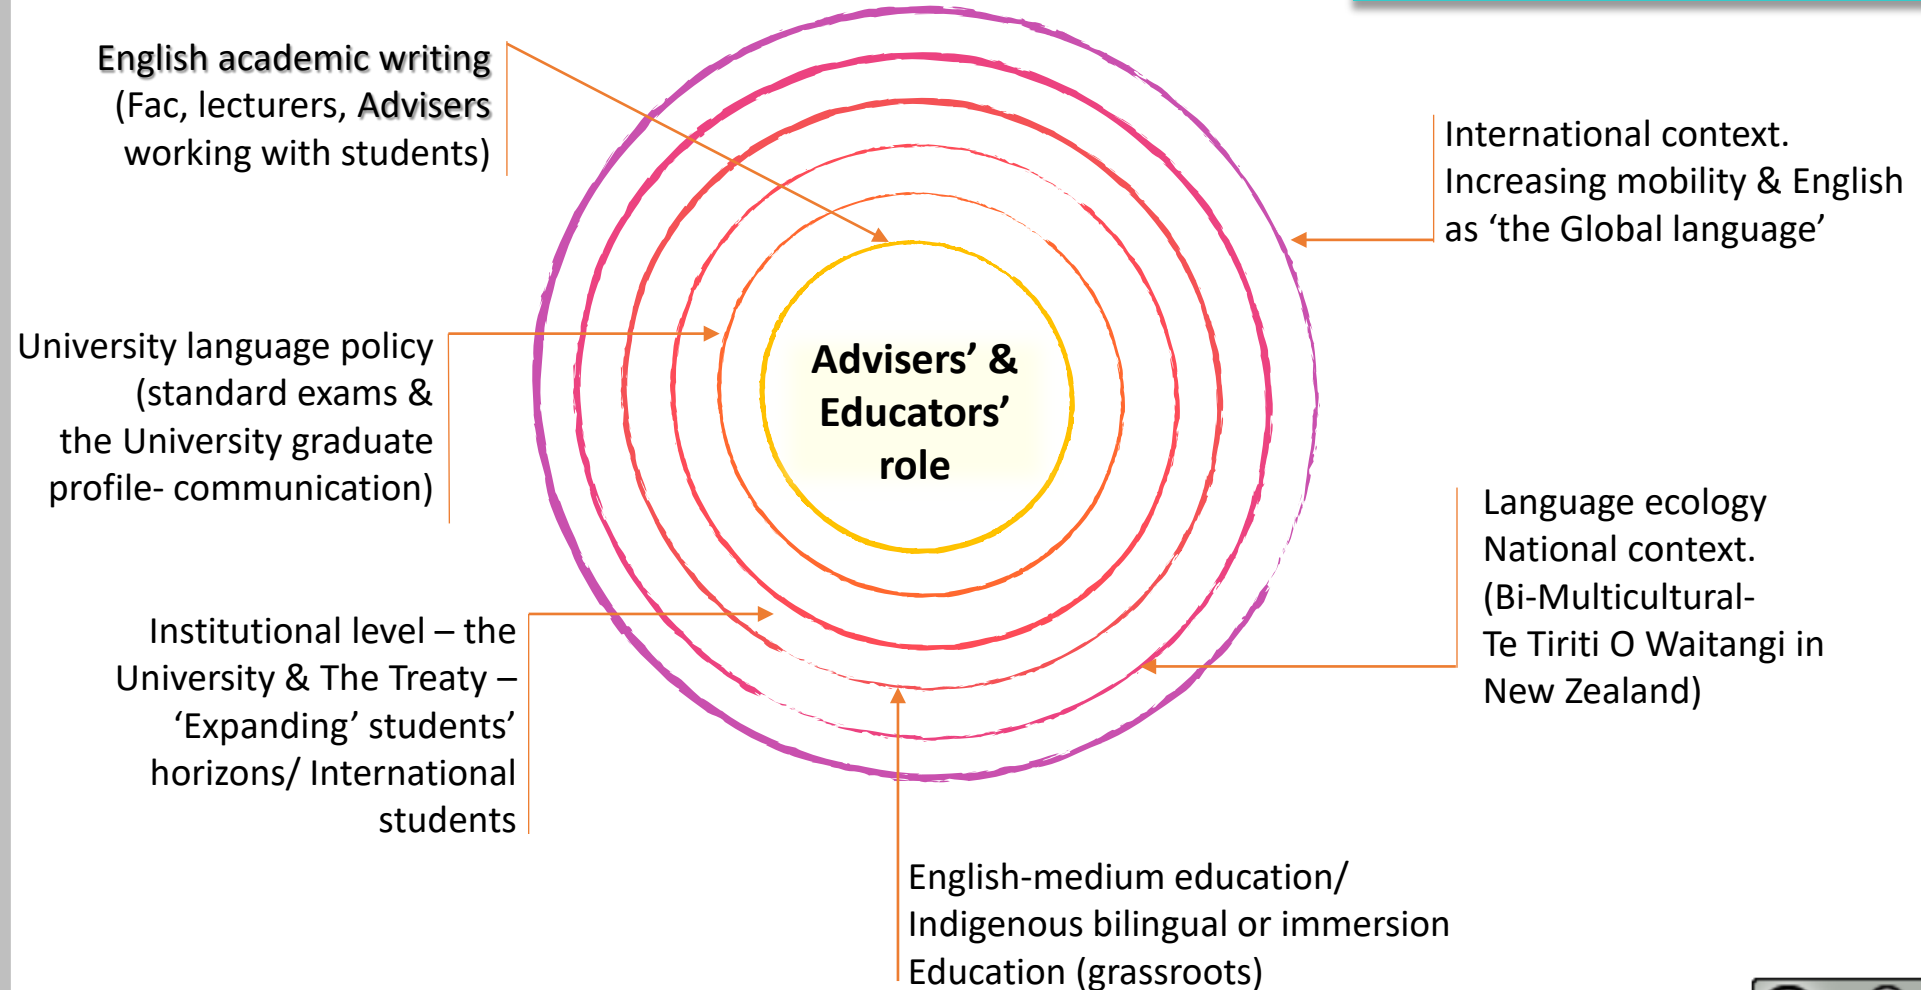 English academic writing
(Fac, lecturers, Advisers
working with students)
International context.
Increasing mobility & English
as ‘the Global language’
University language policy
(standard exams &
the University graduate
profile- communication)
Advisers’ &
Educators’
role
Language ecology
National context.
(Bi-Multicultural-
Te Tiriti O Waitangi in
New Zealand)
Institutional level – the
University & The Treaty –
‘Expanding’ students’
horizons/ International
students
English-medium education/
Indigenous bilingual or immersion
Education (grassroots)